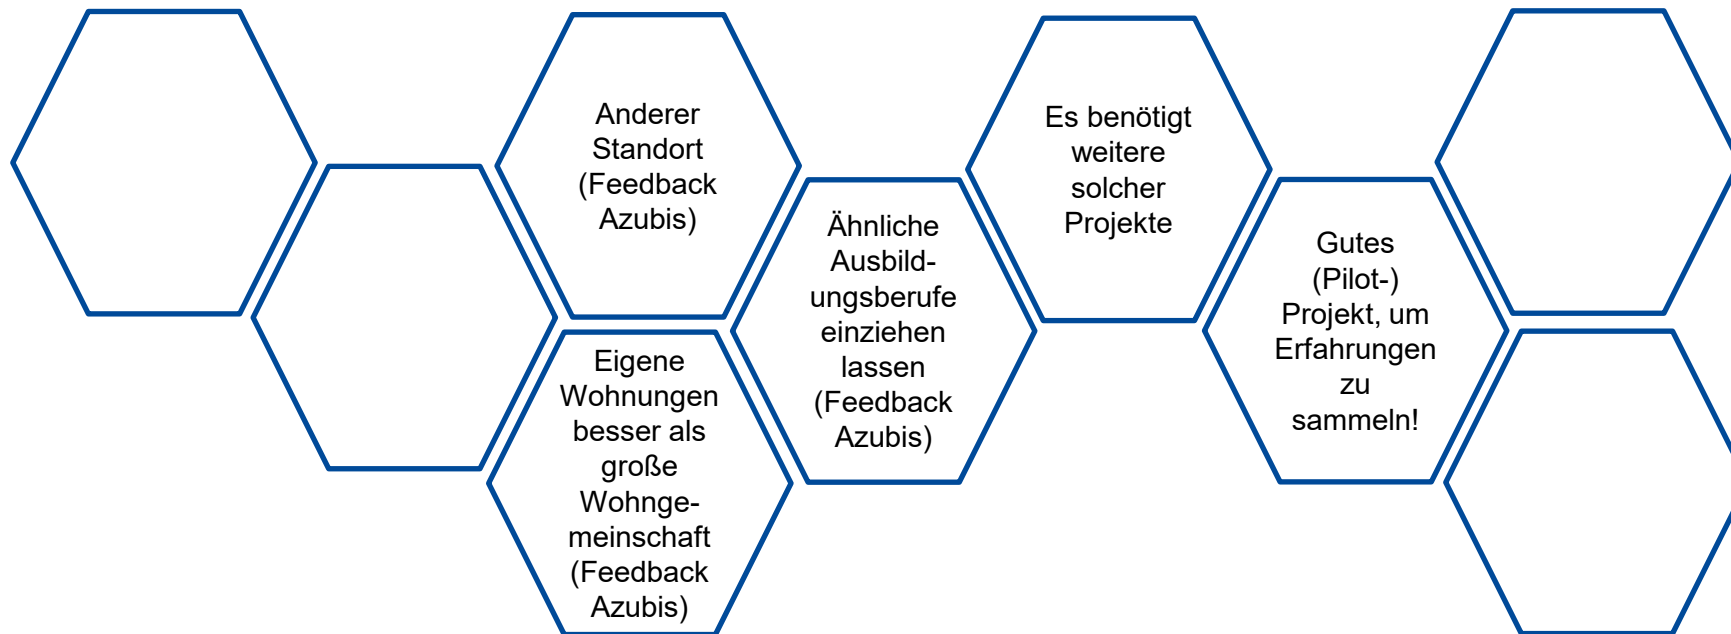 Anderer
Standort
(Feedback
Azubis)
Eigene
Wohnungen
besser als
große
Wohnge-
meinschaft
(Feedback
Azubis)
Ähnliche
Ausbild-
ungsberufe
einziehen
lassen
(Feedback
Azubis)
Es benötigt
weitere
solcher
Projekte
Gutes
(Pilot-)
Projekt, um
Erfahrungen
zu
sammeln!